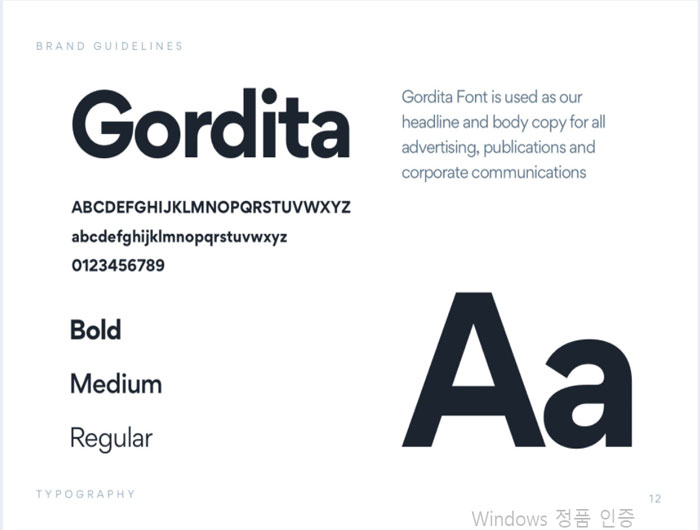 BRAND GUIDELINES
Gordita
ABCDEFGHIJKLMNOPQRSTUVWXYZ
abcdefghijklmnopqrstuvwxyz
0123456789
Bold
Medium
Regular
Gordita Font is used as our
headline and body copy for all
advertising, publications and
corporate communications
Aa
TYPOGRAPHY
12
Windows 정품 인증